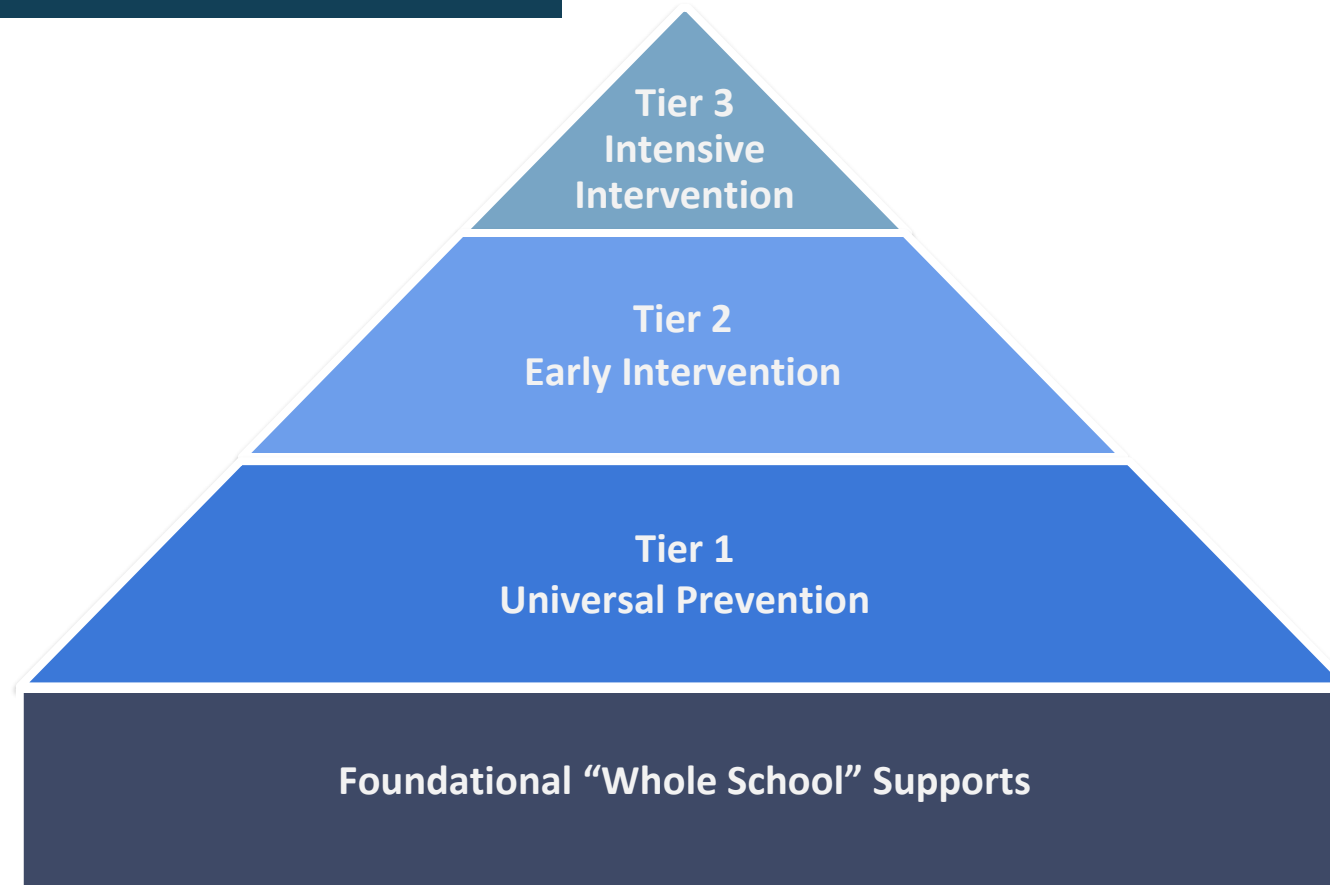 Tier 3
Intensive
Intervention
Tier 2
Early Intervention
Tier 1
Universal Prevention
Foundational “Whole School” Supports